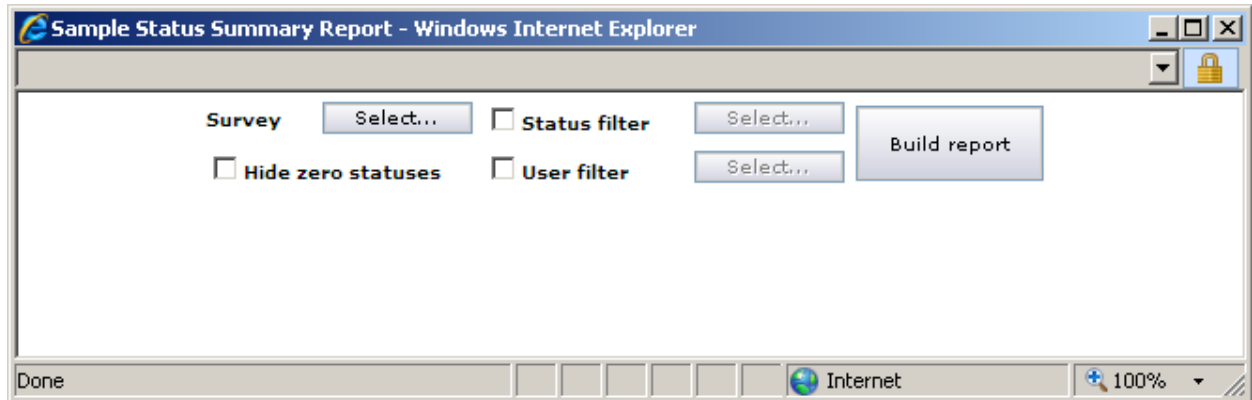 Sample Status Summary Report - Windows Internet Explorer
Survey Select... Status filter Select... Build report
Hide zero statuses User filter Select...
Done Internet 100%